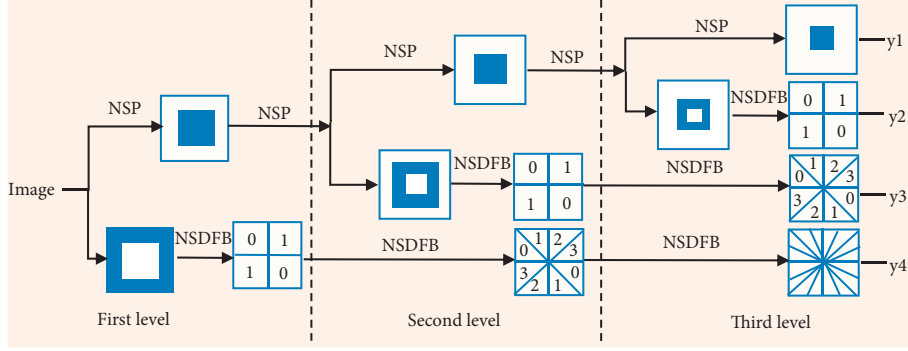 NSP
y1
NSP
NSP
NSDFB
0 1
1 0
y2
NSP
NSP
NSDFB
0 1
1 0
NSDFB
0 1 2 3
3 2 1 0
y3
Image
NSDFB
0 1
1 0
NSDFB
0 1 2 3
3 2 1 0
NSDFB
y4
First level
Second level
Third level